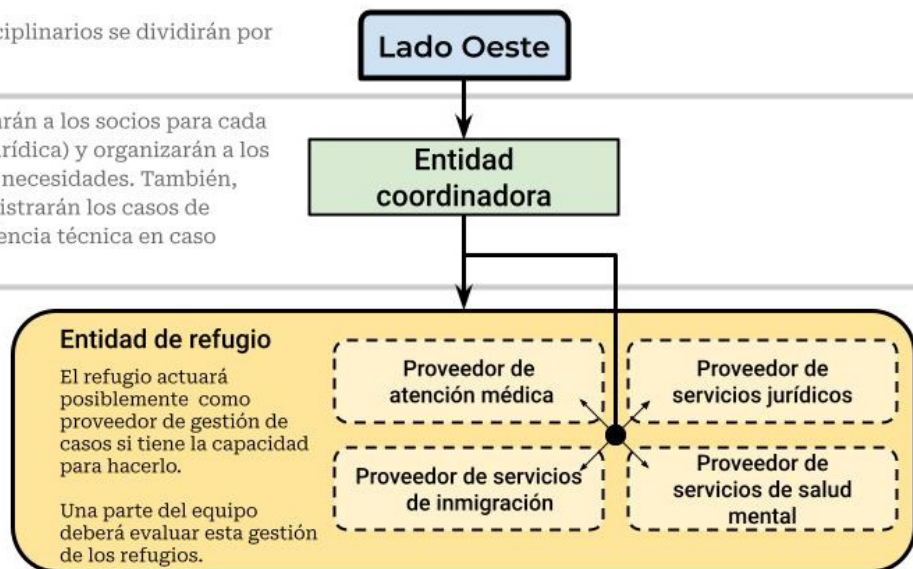 ciplinarios se dividirán por
Lado Oeste
arán a los socios para cada
rídica) y organizarán a los
necesidades. También,
istrarán los casos de
encia técnica en caso
Entidad
coordinadora
Entidad de refugio
El refugio actuará
posiblemente como
proveedor de gestión de
casos si tiene la capacidad
para hacerlo.
Una parte del equipo
deberá evaluar esta gestión
de los refugios.
Proveedor de
atención médica
Proveedor de
servicios jurídicos
Proveedor de servicios
de inmigración
Proveedor de
servicios de salud
mental